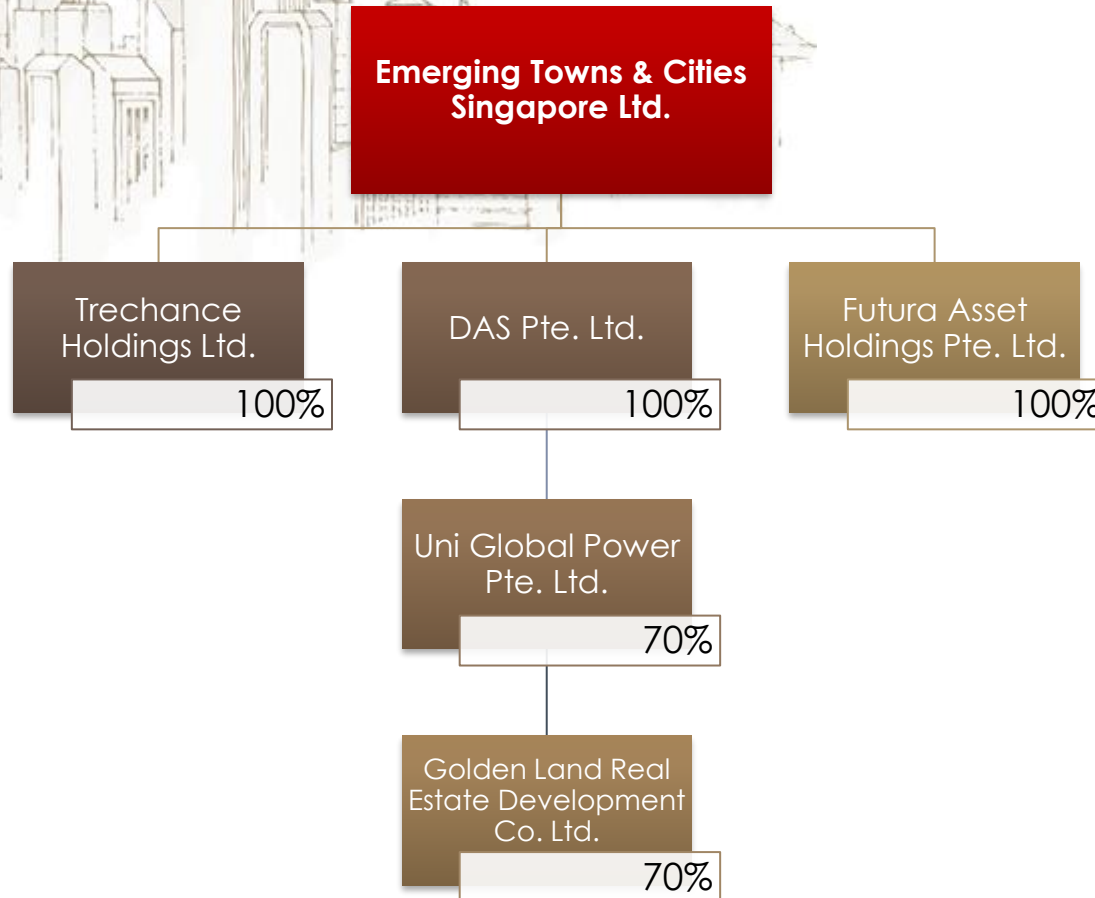 Emerging Towns & Cities
Singapore Ltd.
Trechance
Holdings Ltd.
100%
DAS Pte. Ltd.
100%
Futura Asset
Holdings Pte. Ltd.
100%
Uni Global Power
Pte. Ltd.
70%
Golden Land Real
Estate Development
Co. Ltd.
70%